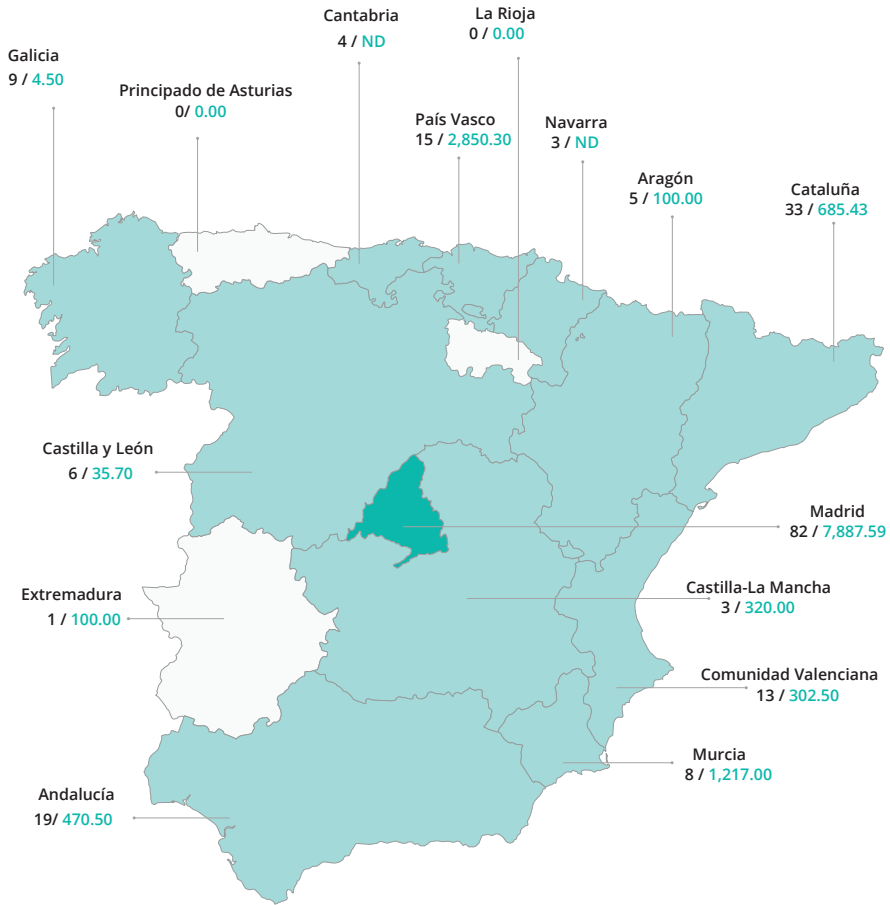 Cantabria
4 / ND
La Rioja
0 / 0.00
Galicia
9 / 4.50
Principado de Asturias
0/ 0.00
País Vasco
15 / 2,850.30
Navarra
3 / ND
Aragón
5 / 100.00
Cataluña
33 / 685.43
Castilla y León
6 / 35.70
Madrid
82 / 7,887.59
Extremadura
1 / 100.00
Castilla-La Mancha
3 / 320.00
Comunidad Valenciana
13 / 302.50
Murcia
8 / 1,217.00
Andalucía
19/ 470.50